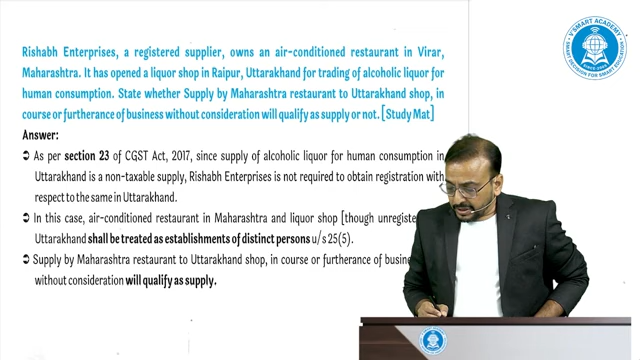 Rishabh Enterprises, a registered supplier, owns an air-conditioned restaurant in Virar,
Maharashtra. It has opened a liquor shop in Raipur, Uttarakhand for trading of alcoholic liquor for
human consumption. State whether Supply by Maharashtra restaurant to Uttarakhand shop, in
course or furtherance of business without consideration will qualify as supply or not. [Study Mat]
Answer:
➲ As per section 23 of CGST Act, 2017, since supply of alcoholic liquor for human consumption in
Uttarakhand is a non-taxable supply, Rishabh Enterprises is not required to obtain registration with
respect to the same in Uttarakhand.
➲ In this case, air-conditioned restaurant in Maharashtra and liquor shop [though
Uttarakhand shall be treated as establishments of distinct persons u/s 25(5).
➲ Supply by Maharashtra restaurant to Uttarakhand shop, in course or furtherance of
without consideration will qualify as supply.
V SMART ACADEMY